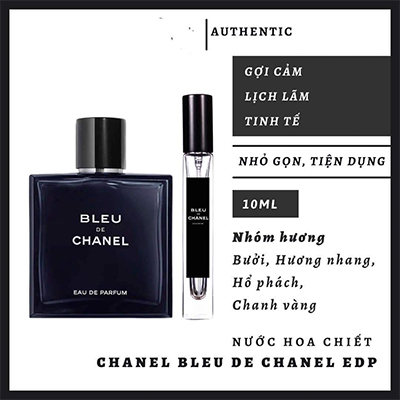 AUTHENTIC
GỢI CẢM
LỊCH LÃM
TINH TẾ
NHỎ GỌN, TIỆN DỤNG
10ML
Nhóm hương
Bưởi, Hương nhang,
Hổ phách,
Chanh vàng
NƯỚC HOA CHIẾT
CHANEL BLEU DE CHANEL EDP
BLEU
DE
CHANEL
EAU DE PARFUM
BLEU
DE
CHANEL